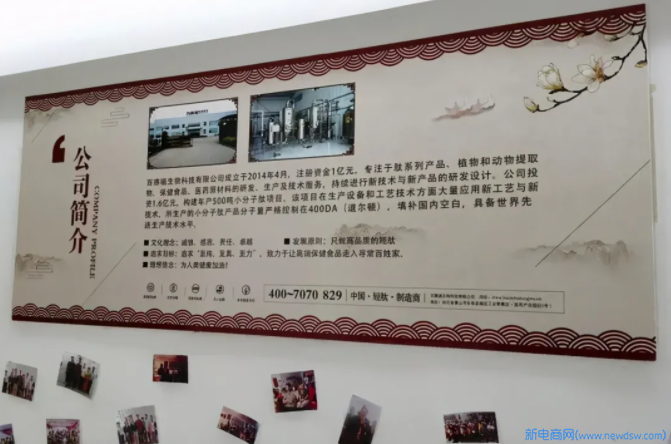 公司简介
COMPANY PROFILE
百惠福生物科技有限公司成立于2014年4月，注册资金1亿元。专注于肽系列产品、植物和动物提取
物、保健食品、医药原材料的研发、生产及技术服务，持续进行新技术与新产品的研发设计。公司投
资1.6亿元，构建年产500吨小分子肽项目，该项目在生产设备和工艺技术方面大量应用新工艺与新
技术，所生产的小分子肽产品分子量严格控制在400DA（道尔顿），填补国内空白，具备世界先
进生产技术水平。
■ 文化理念：诚信、感恩、责任、卓越
■ 发展原则：只做高品质的短肽
■ 追求目标：追求“至纯、至真、至方”，致力于让高端保健食品走入寻常百姓家。
■ 理想信念：为人类健康加油！
400-7070 829
中国·短肽·制造商
新电商网(www.newdsw.com)